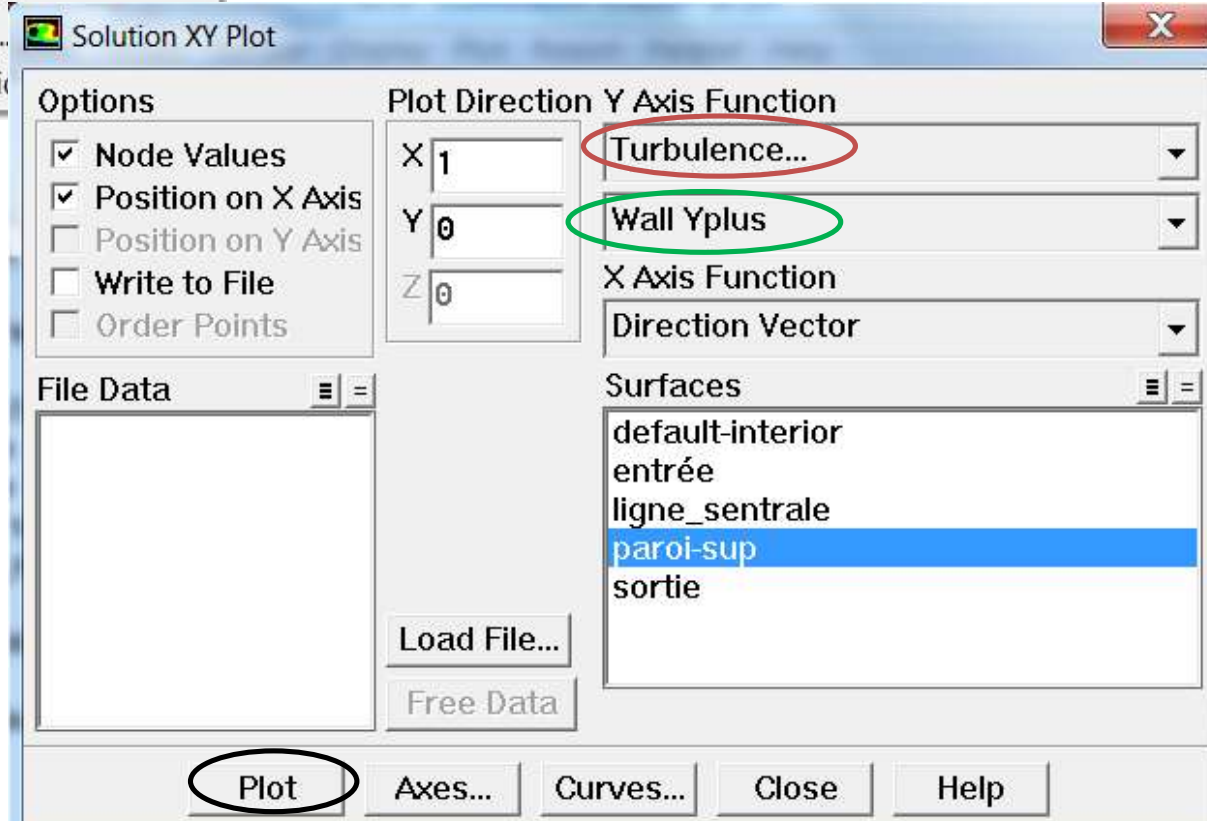 Solution XY Plot
Options
Node Values
Position on X Axis
Position on Y Axis
Write to File
Order Points
Plot Direction
X 1
Y 0
Z 0
Y Axis Function
Turbulence...
Wall Yplus
X Axis Function
Direction Vector
File Data
Load File...
Free Data
Surfaces
default-interior
entrée
ligne_sentrale
paroi-sup
sortie
Plot
Axes...
Curves...
Close
Help